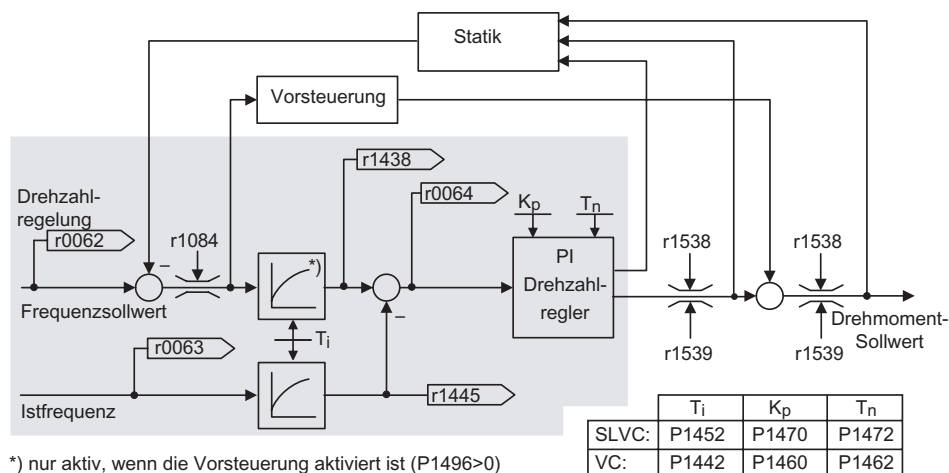 Statik
Vorsteuerung
r1438
r0064
Drehzahl-
regelung
r0062
r1084
Kp
Tn
r1538
r1538
*)
PI
Drehzahl-
regler
Frequenzsollwert
r0063
Ti
r1539
r1539
Drehmoment-
Sollwert
Istfrequenz
r1445
Ti Kp Tn
SLVC: P1452 P1470 P1472
VC: P1442 P1460 P1462
*) nur aktiv, wenn die Vorsteuerung aktiviert ist (P1496>0)